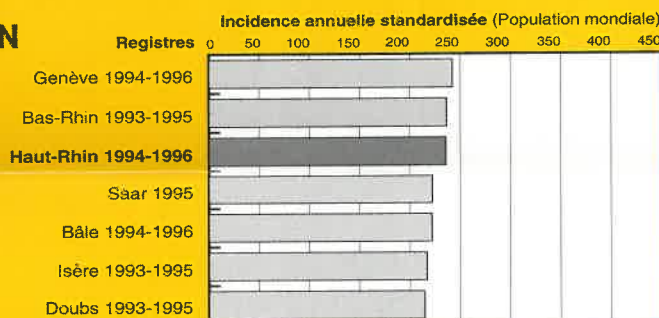 N
Incidence annuelle standardisée (Population mondiale)
Registres 0 50 100 150 200 250 300 350 400 450
Genève 1994-1996
Bas-Rhin 1993-1995
Haut-Rhin 1994-1996
Saar 1995
Bâle 1994-1996
Isère 1993-1995
Doubs 1993-1995